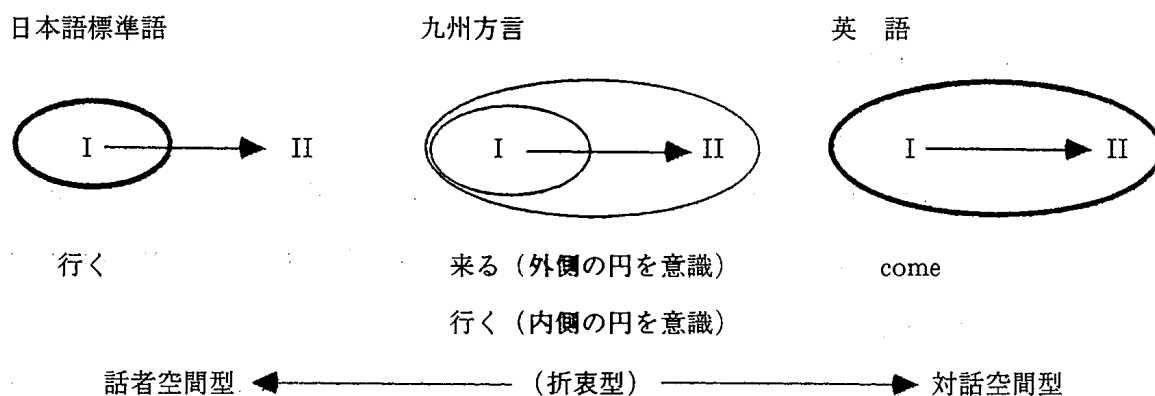 日本語標準語 九州方言 英 語
I II I II I II
行く 来る（外側の円を意識） come
行く（内側の円を意識）
話者空間型 (折衷型) 対話空間型